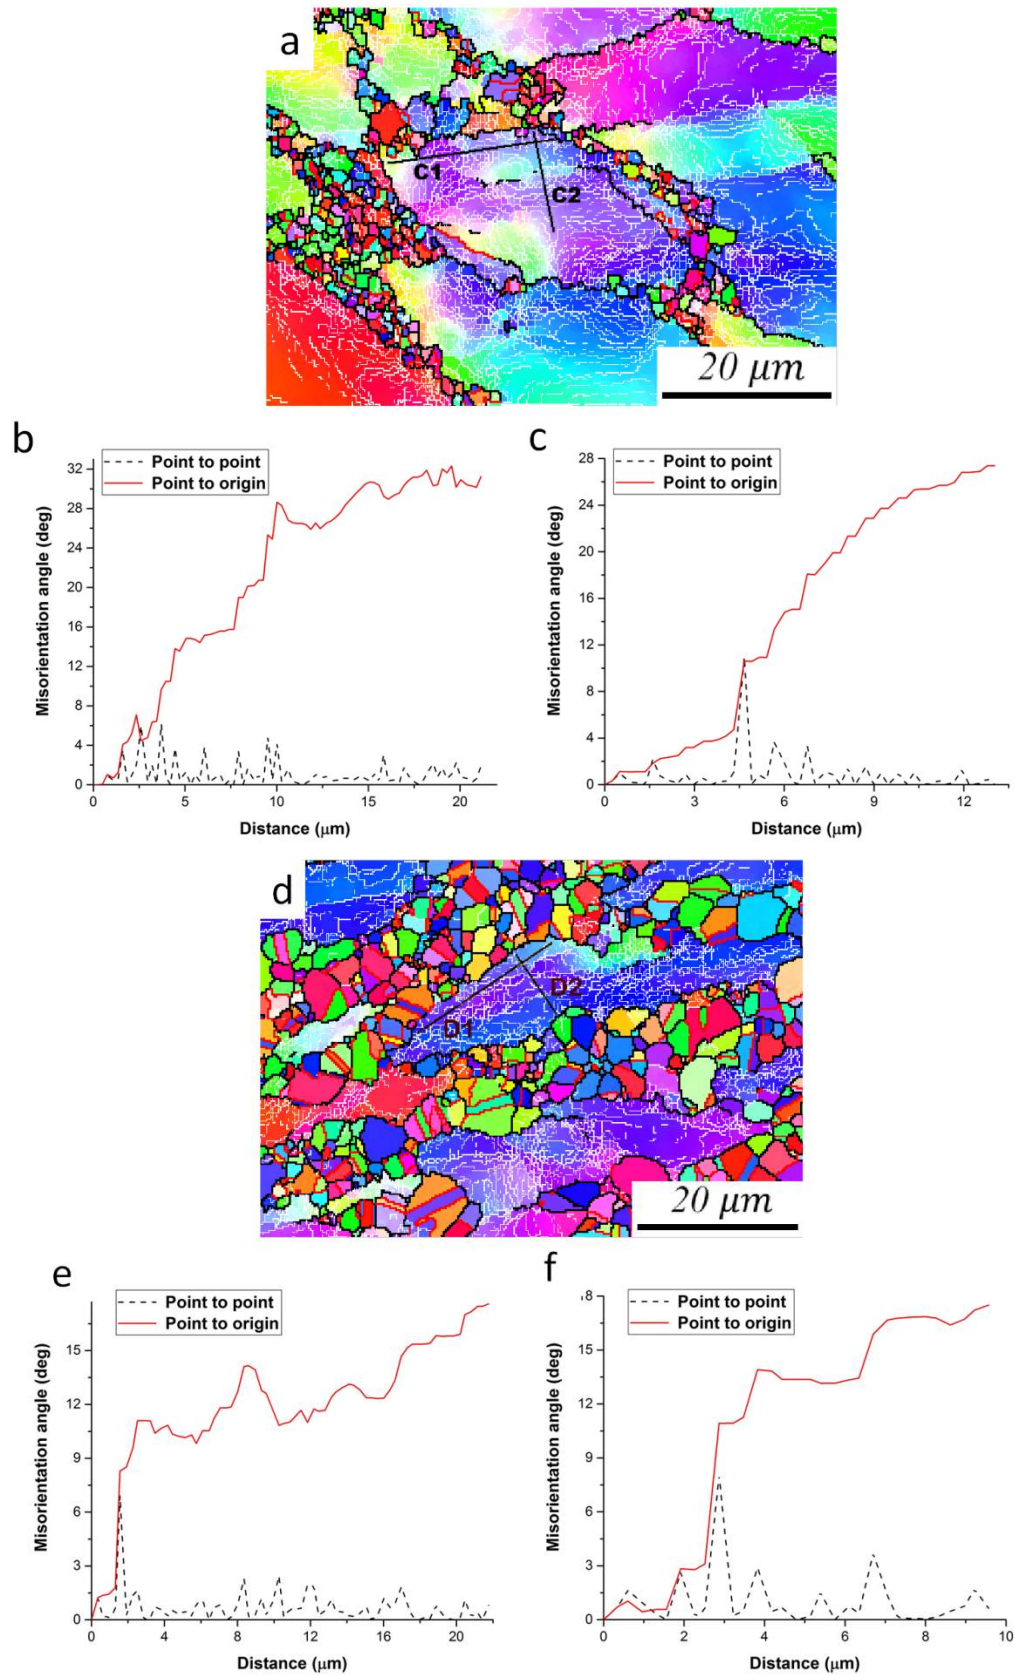 a
C1
C2
20 μm
b
Point to point
Point to origin
Misorientation angle (deg)
32
28
24
20
16
12
8
4
0
0 5 10 15 20
Distance (μm)
c
Point to point
Point to origin
Misorientation angle (deg)
28
24
20
16
12
8
4
0
0 3 6 9 12
Distance (μm)
d
D1
D2
20 μm
e
Point to point
Point to origin
Misorientation angle (deg)
15
12
9
6
3
0
0 4 8 12 16 20
Distance (μm)
f
Point to point
Point to origin
Misorientation angle (deg)
18
15
12
9
6
3
0
0 2 4 6 8 10
Distance (μm)